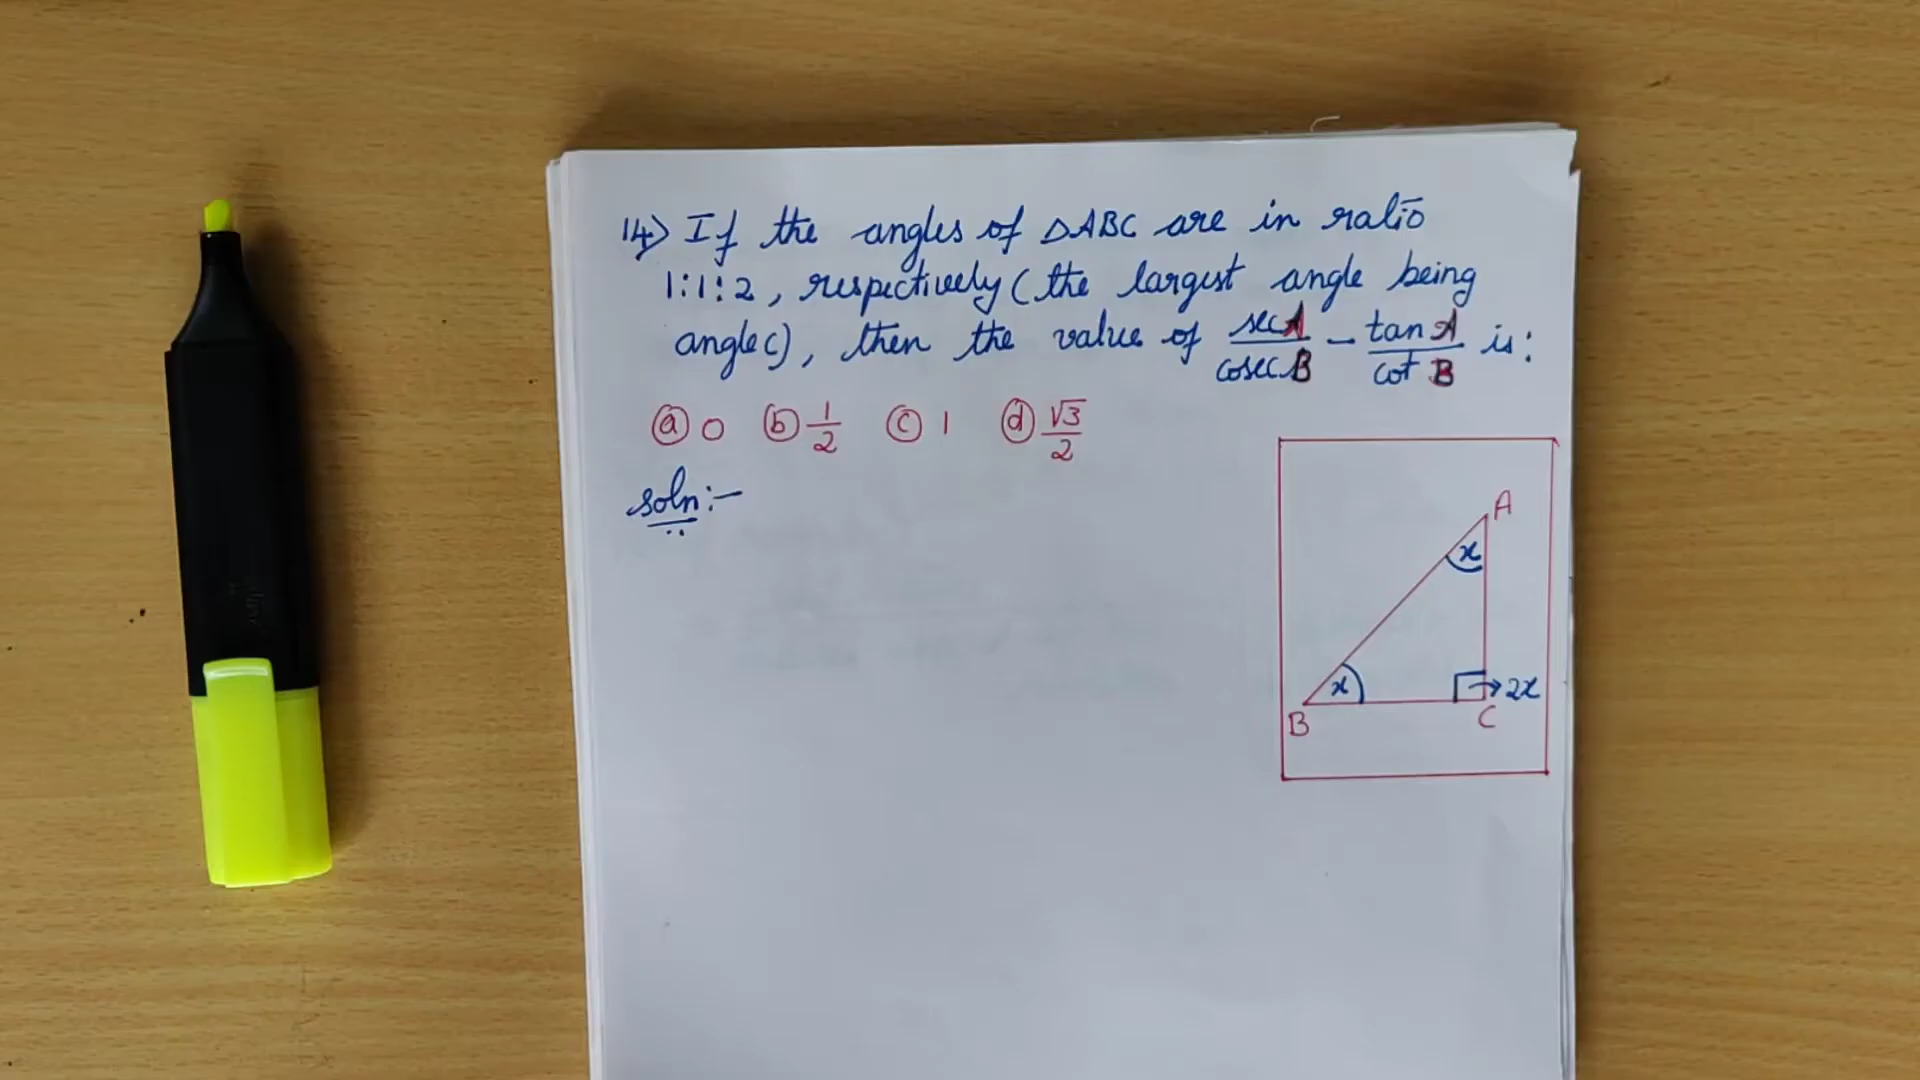 14) If the angles of △ABC are in ratio
1:1:2, respectively (the largest angle being
angle C), then the value of secA/cosecB - tanA/cotB is:
ⓐ 0 ⓑ 1/2 ⓒ 1 ⓓ √3/2
soln:-
A
x
x
2x
B
C